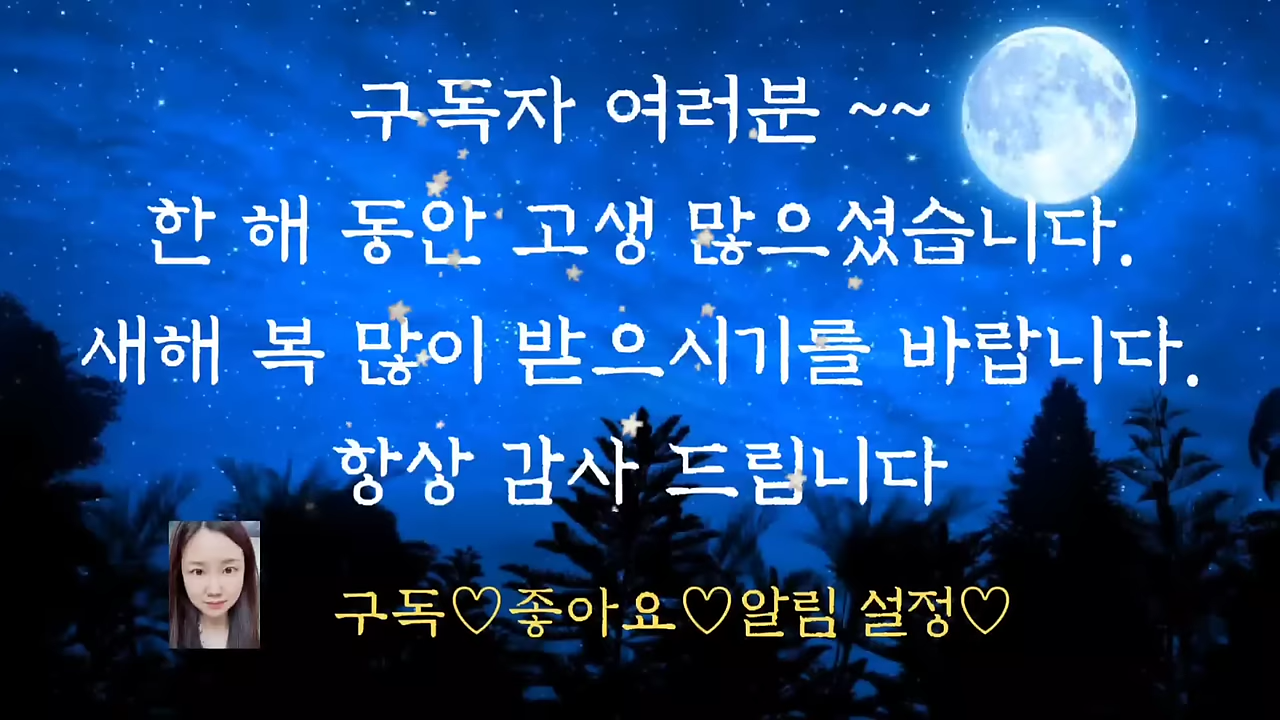 구독자 여러분 ~~
한 해 동안 고생 많으셨습니다.
새해 복 많이 받으시기를 바랍니다.
항상 감사 드립니다
구독♡좋아요♡알림 설정♡